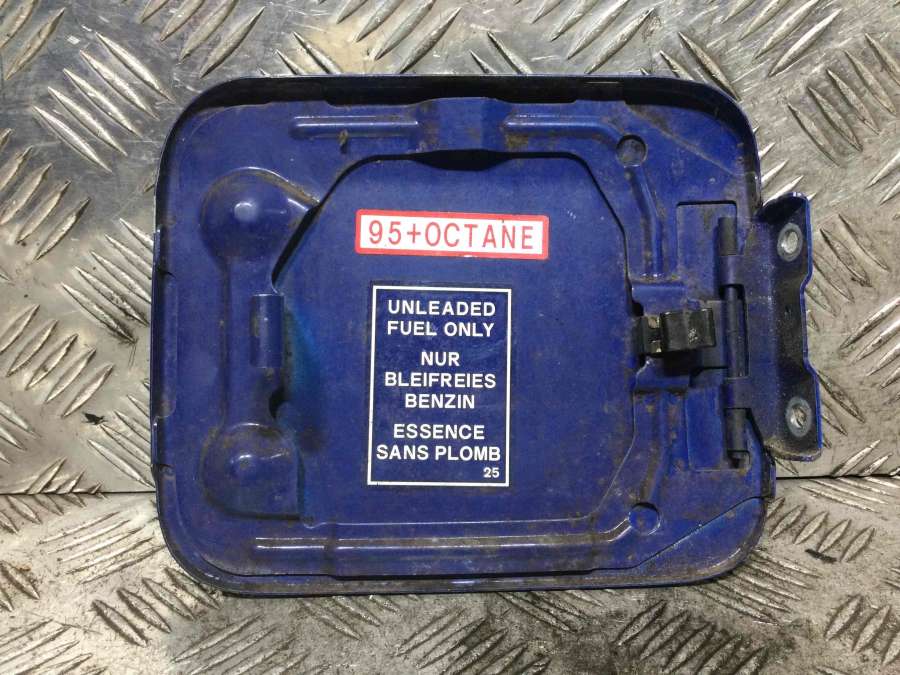 95+OCTANE
UNLEADED
FUEL ONLY
NUR
BLEIFREIES
BENZIN
ESSENCE
SANS PLOMB
25